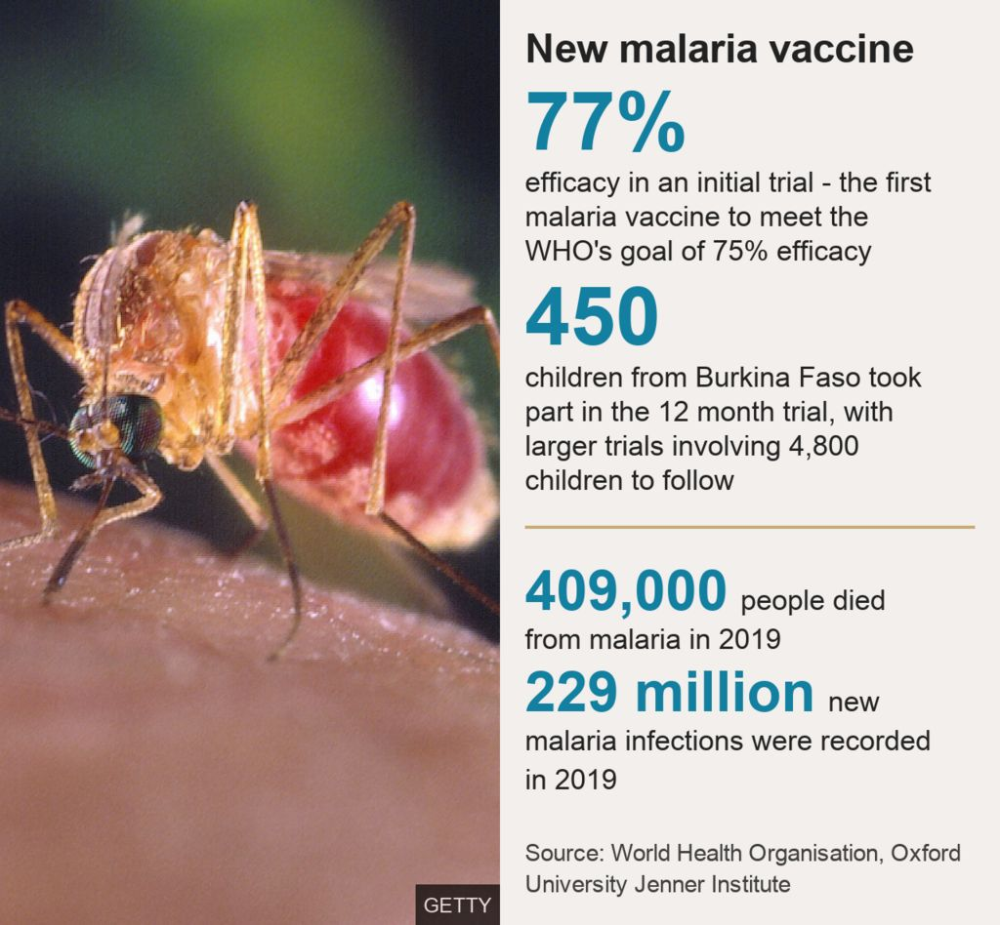 New malaria vaccine
77%
efficacy in an initial trial - the first
malaria vaccine to meet the
WHO's goal of 75% efficacy
450
children from Burkina Faso took
part in the 12 month trial, with
larger trials involving 4,800
children to follow
409,000 people died
from malaria in 2019
229 million new
malaria infections were recorded
in 2019
Source: World Health Organisation, Oxford
University Jenner Institute
GETTY